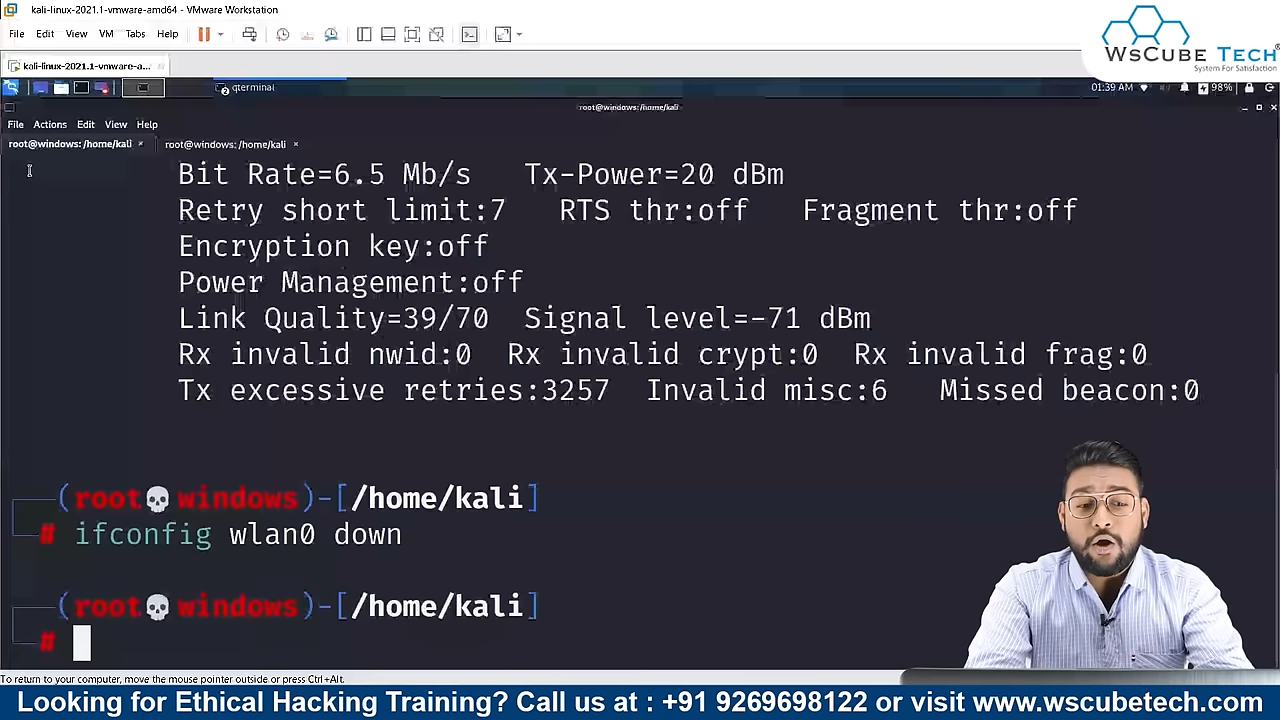 kali-linux-2021.1-vmware-amd64 - VMware Workstation
File Edit View VM Tabs Help
WsCube Tech
System For Satisfaction
kali-linux-2021.1-vmware-a...
qterminal
01:39 AM
98%
root@windows:/home/kali
File Actions Edit View Help
root@windows: /home/kali
root@windows: /home/kali
Bit Rate=6.5 Mb/s Tx-Power=20 dBm
Retry short limit:7 RTS thr:off Fragment thr:off
Encryption key:off
Power Management:off
Link Quality=39/70 Signal level=-71 dBm
Rx invalid nwid:0 Rx invalid crypt:0 Rx invalid frag:0
Tx excessive retries:3257 Invalid misc:6 Missed beacon:0
(root💀windows)-[/home/kali]
# ifconfig wlan0 down
(root💀windows)-[/home/kali]
#
To return to your computer, move the mouse pointer outside or press Ctrl+Alt.
Looking for Ethical Hacking Training? Call us at : +91 9269698122 or visit www.wscubetech.com